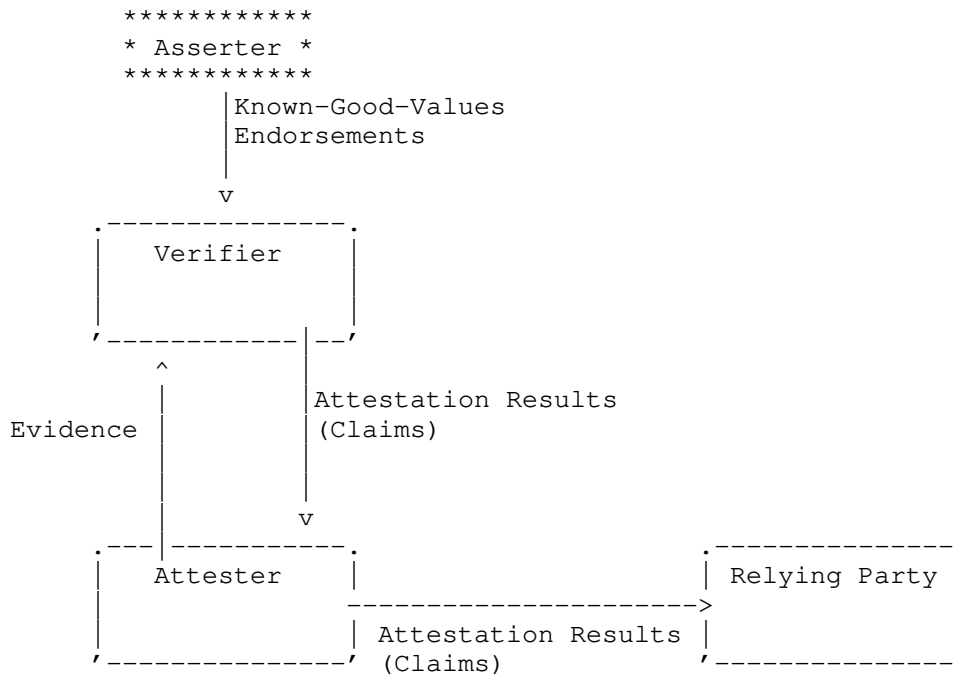 * Asserter *
Known-Good-Values
Endorsements
Verifier
Attestation Results
Evidence
(Claims)
Attester
Relying Party
Attestation Results
(Claims)